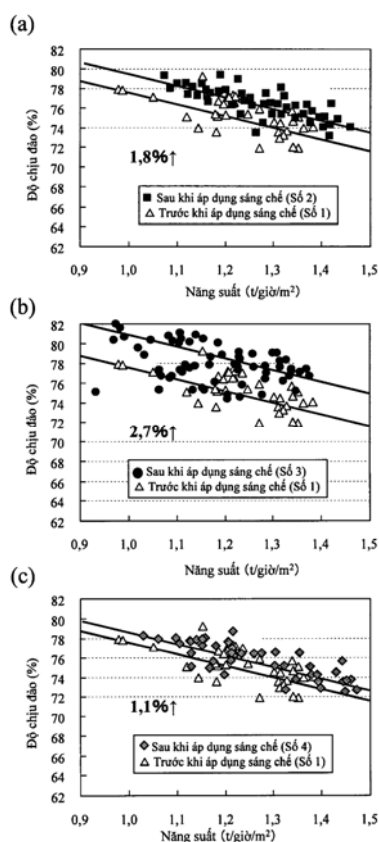 (a)
82
80
78
76
74
72
70
68
66
64
62
Độ chịu đảo (%)
1,8%↑
Sau khi áp dụng sáng chế (Số 2)
Trước khi áp dụng sáng chế (Số 1)
0,9 1,0 1,1 1,2 1,3 1,4 1,5
Năng suất (t/giờ/m²)
(b)
82
80
78
76
74
72
70
68
66
64
62
Độ chịu đảo (%)
2,7%↑
Sau khi áp dụng sáng chế (Số 3)
Trước khi áp dụng sáng chế (Số 1)
0,9 1,0 1,1 1,2 1,3 1,4 1,5
Năng suất (t/giờ/m²)
(c)
82
80
78
76
74
72
70
68
66
64
62
Độ chịu đảo (%)
1,1%↑
Sau khi áp dụng sáng chế (Số 4)
Trước khi áp dụng sáng chế (Số 1)
0,9 1,0 1,1 1,2 1,3 1,4 1,5
Năng suất (t/giờ/m²)